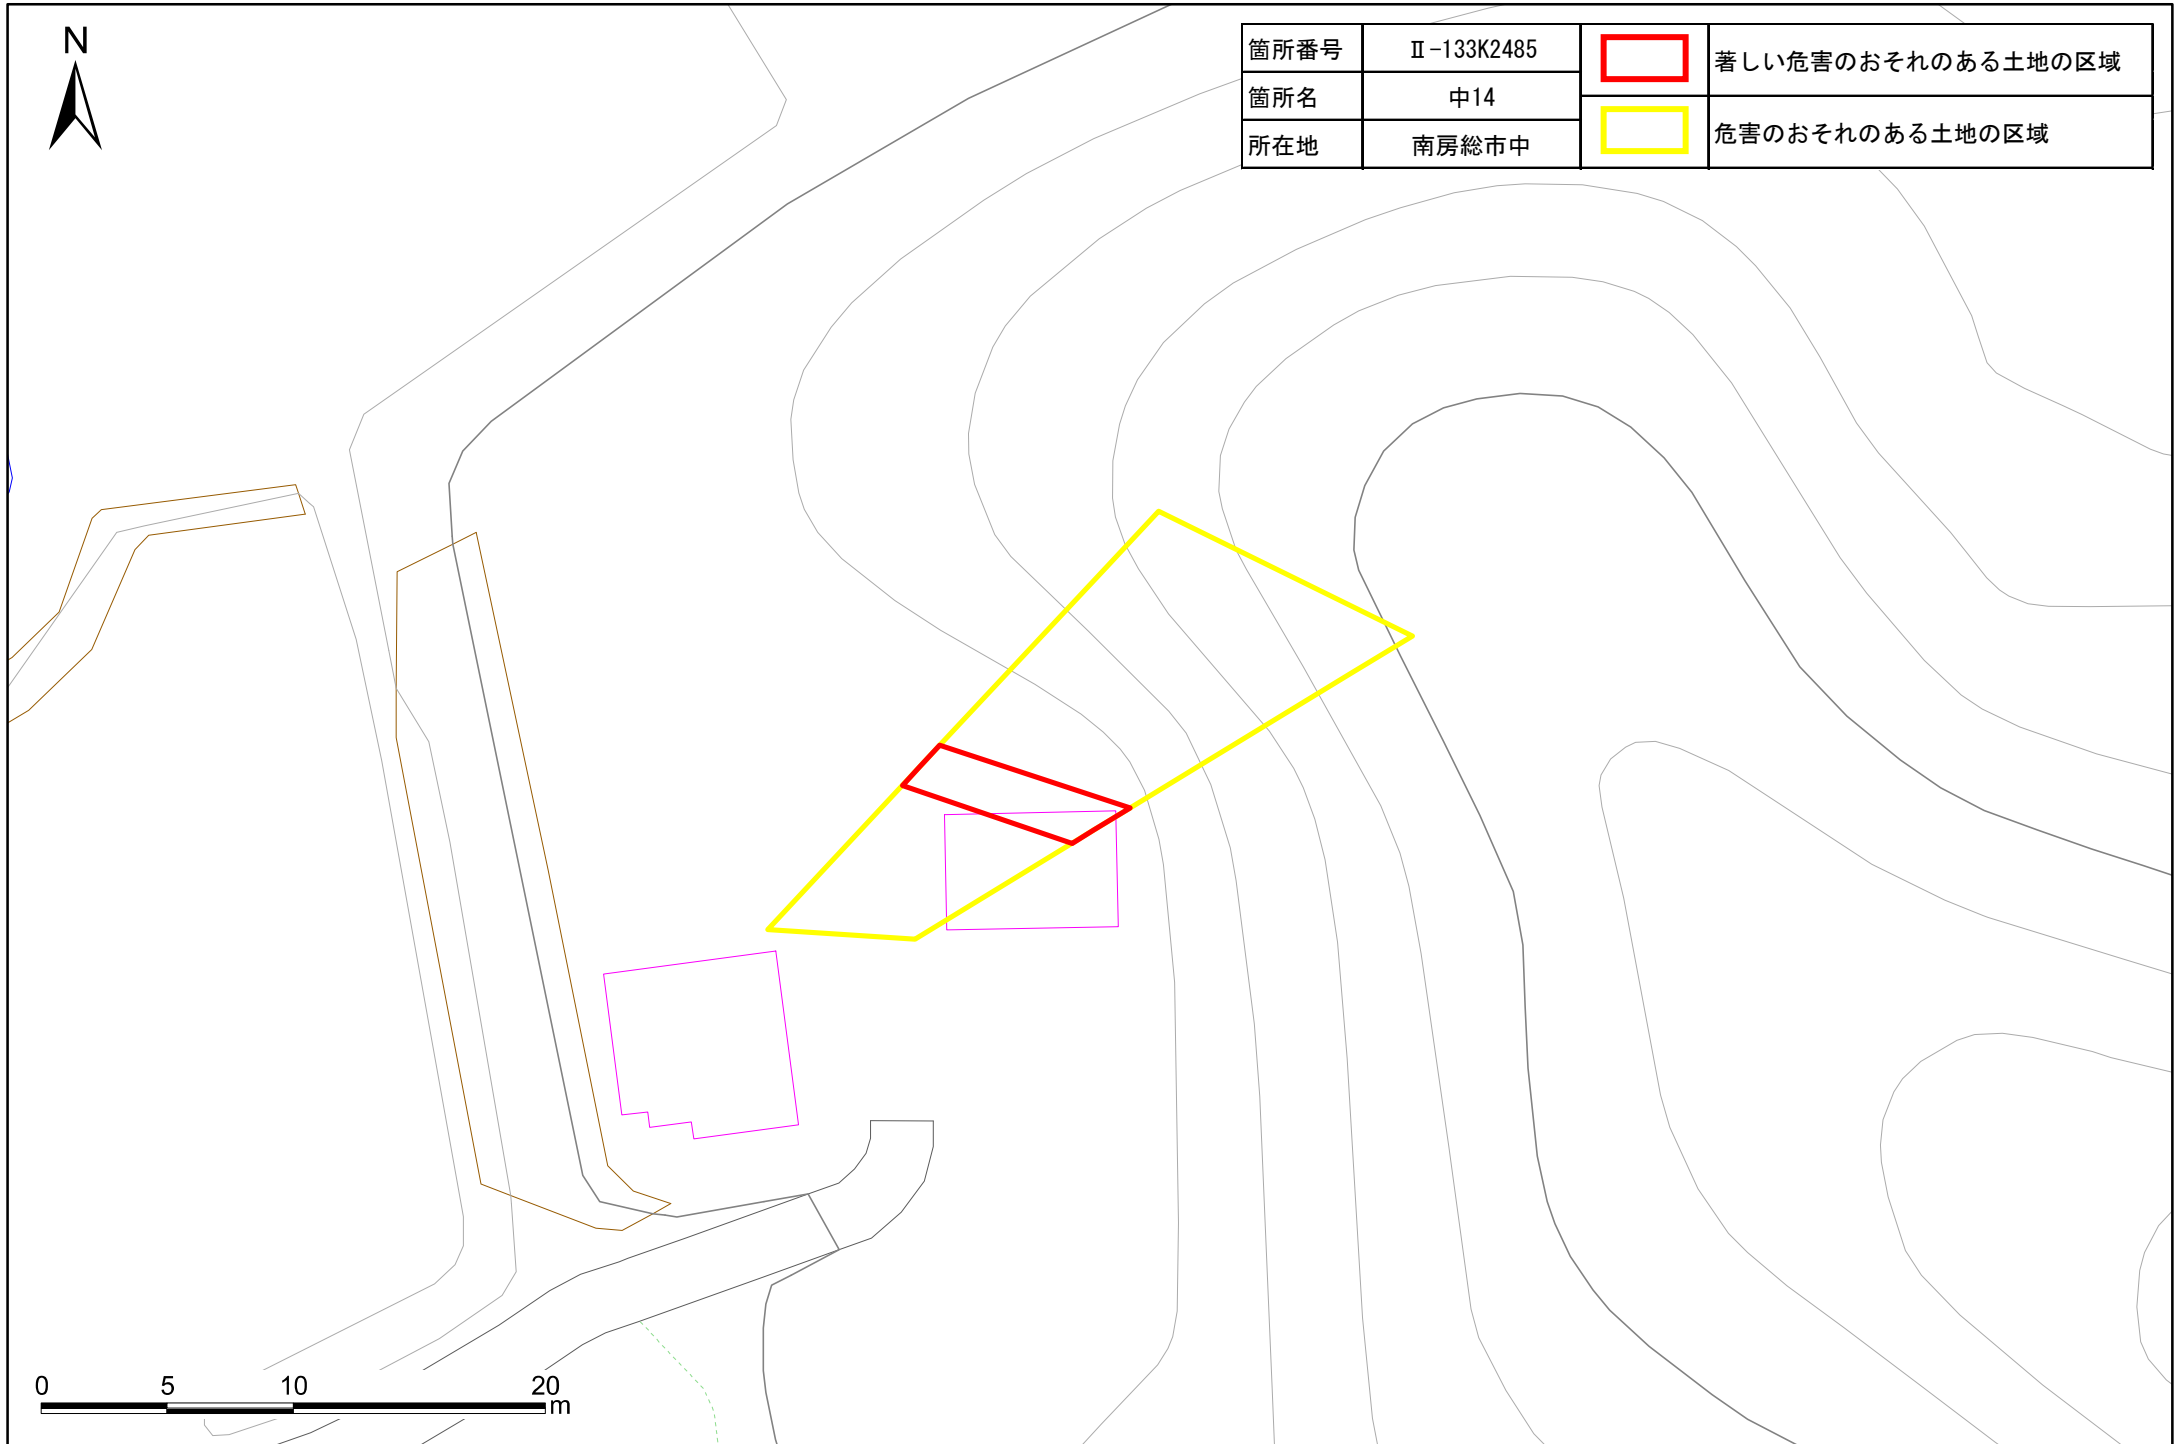 N
箇所番号 Ⅱ-133K2485 著しい危害のおそれのある土地の区域
箇所名 中14
所在地 南房総市中 危害のおそれのある土地の区域
0 5 10 20
m